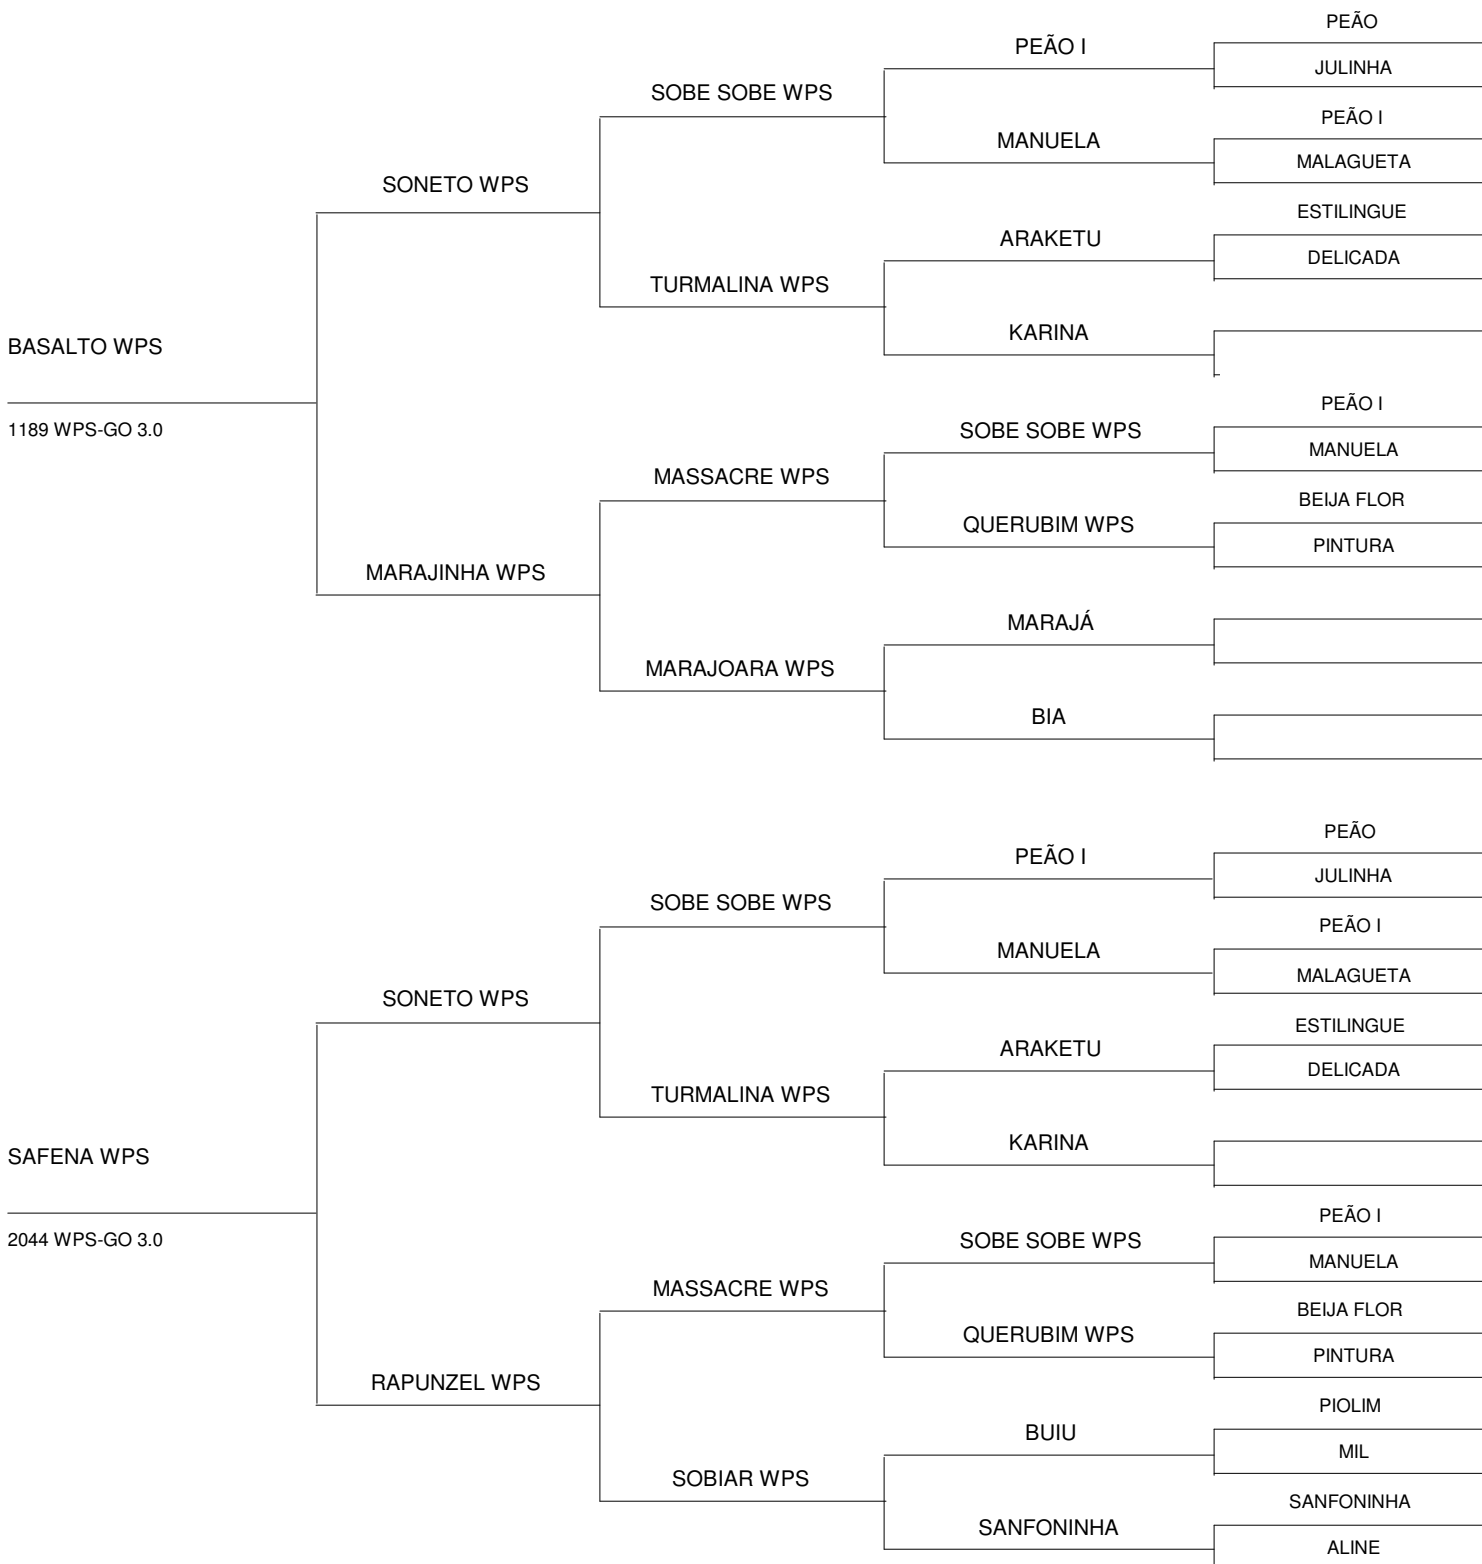 PEÃO
PEÃO I
JULINHA
SOBE SOBE WPS
PEÃO I
MANUELA
MALAGUETA
SONETO WPS
ESTILINGUE
ARAKETU
DELICADA
TURMALINA WPS
KARINA
BASALTO WPS
PEÃO I
1189 WPS-GO 3.0
SOBE SOBE WPS
MANUELA
MASSACRE WPS
BEIJA FLOR
QUERUBIM WPS
PINTURA
MARAJINHA WPS
MARAJÁ
MARAJOARA WPS
BIA
PEÃO
PEÃO I
JULINHA
SOBE SOBE WPS
PEÃO I
MANUELA
MALAGUETA
SONETO WPS
ESTILINGUE
ARAKETU
DELICADA
TURMALINA WPS
KARINA
SAFENA WPS
PEÃO I
2044 WPS-GO 3.0
SOBE SOBE WPS
MANUELA
MASSACRE WPS
BEIJA FLOR
QUERUBIM WPS
PINTURA
RAPUNZEL WPS
PIOLIM
BUIU
MIL
SOBIAR WPS
SANFONINHA
SANFONINHA
ALINE